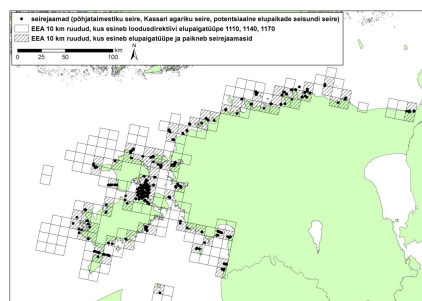 seirejaamad (põhjataimestiku seire, Kassari agariku seire, potentsiaalne elupaikade seisundi seire)
EEA 10 km ruudud, kus esineb loodusdirektiivi elupaigatüüpe 1110, 1140, 1170
EEA 10 km ruudud, kus esineb elupaigatüüpe ja paikneb seirejaamasid
0 25 50 100
km
N